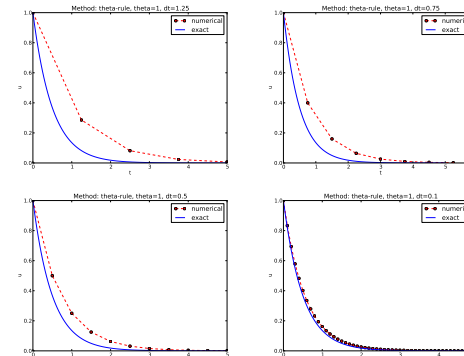 Method: theta-rule, theta=1, dt=1.25
numerical
exact
1.0
0.8
0.6
0.4
0.2
0.0
u
0 1 2 3 4 5
t
Method: theta-rule, theta=1, dt=0.75
numerical
exact
1.0
0.8
0.6
0.4
0.2
0.0
u
0 1 2 3 4 5
t
Method: theta-rule, theta=1, dt=0.5
numerical
exact
1.0
0.8
0.6
0.4
0.2
0.0
u
0 1 2 3 4 5
Method: theta-rule, theta=1, dt=0.1
numerical
exact
1.0
0.8
0.6
0.4
0.2
0.0
u
0 1 2 3 4